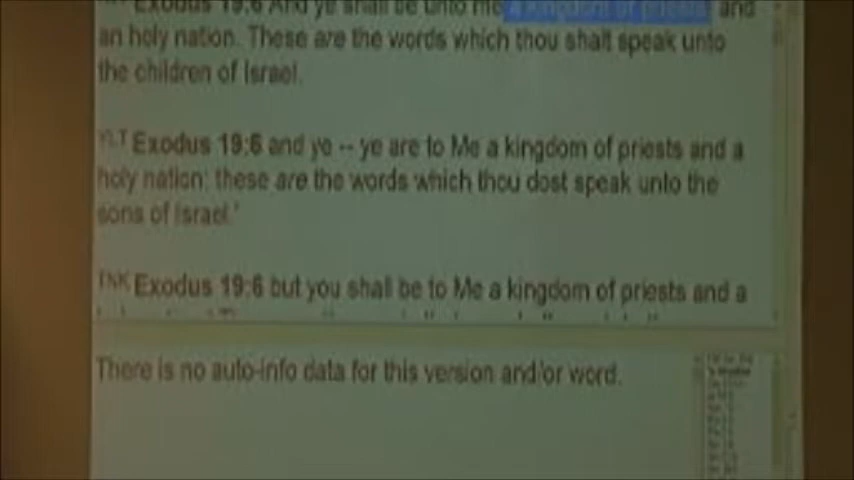 Exodus 19:6 And ye shall be unto me a kingdom of priests and
an holy nation. These are the words which thou shalt speak unto
the children of Israel.
YLT Exodus 19:6 and ye -- ye are to Me a kingdom of priests and a
holy nation: these are the words which thou dost speak unto the
sons of Israel.'
TNK Exodus 19:6 but you shall be to Me a kingdom of priests and a
There is no auto-info data for this version and/or word.